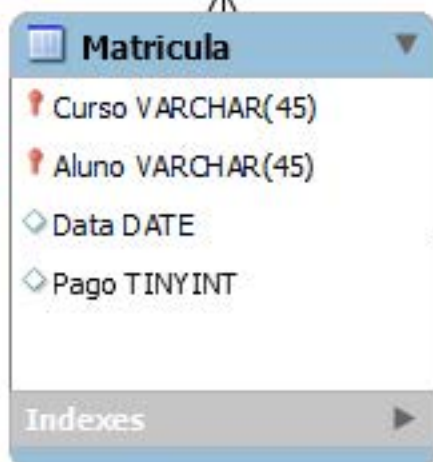 Matricula
Curso VARCHAR(45)
Aluno VARCHAR(45)
Data DATE
Pago TINYINT
Indexes